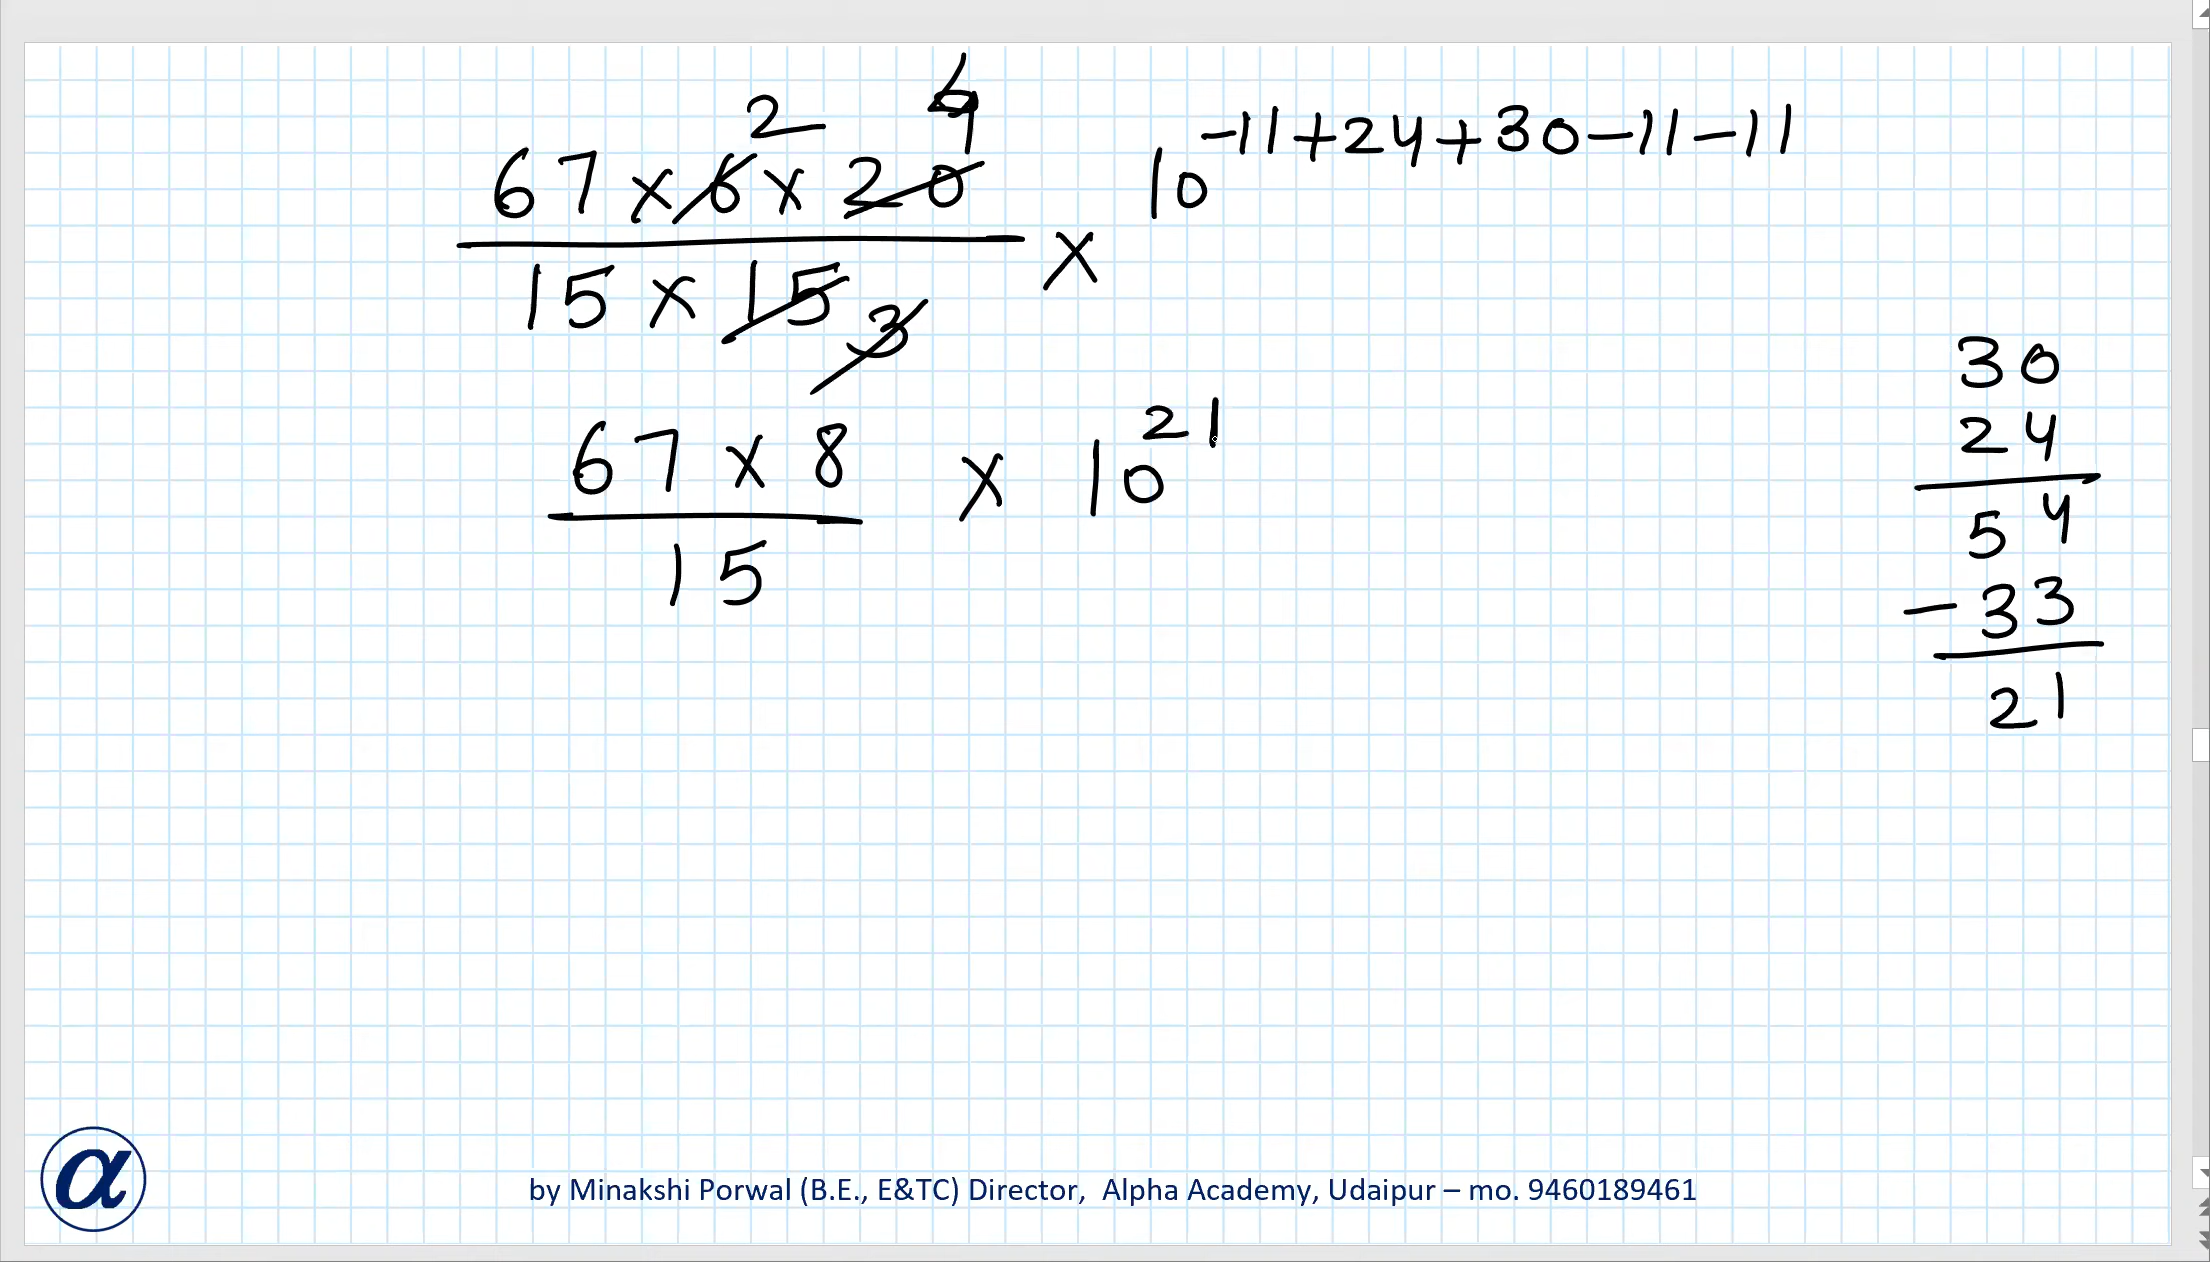 2 4
67 × 6 × 20
15 × 15 3
× 10^-11+24+30-11-11
67 × 8
15
× 10^21
30
24
54
-33
21
α
by Minakshi Porwal (B.E., E&TC) Director, Alpha Academy, Udaipur – mo. 9460189461